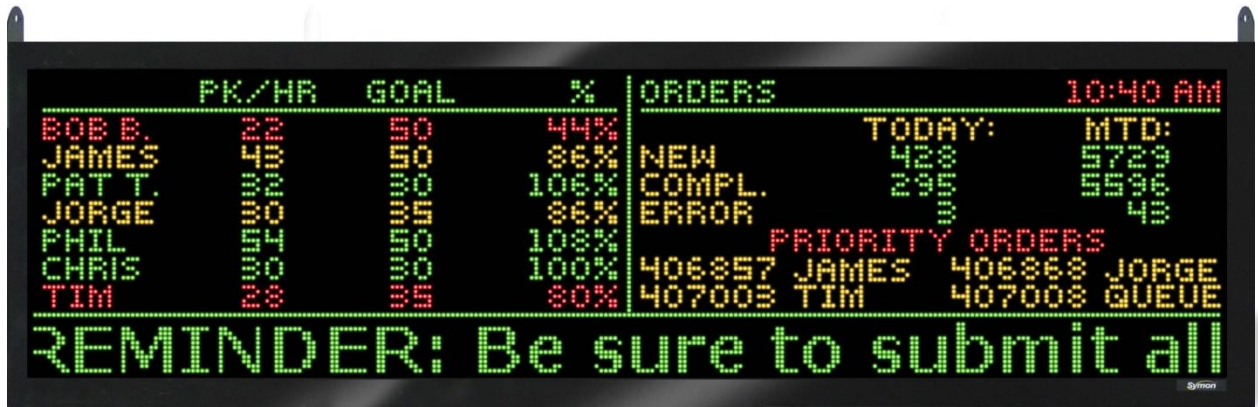 PK/HR GOAL %
BOB B. 22 50 44%
JAMES 43 50 86%
PAT T. 32 30 106%
JORGE 30 35 86%
PHIL 54 50 108%
CHRIS 30 30 100%
TIM 28 35 80%
ORDERS 10:40 AM
TODAY: MTD:
NEW 428 5729
COMPL. 295 5596
ERROR 3 43
PRIORITY ORDERS
406857 JAMES 406868 JORGE
407003 TIM 407008 QUEUE
REMINDER: Be sure to submit all
Symon